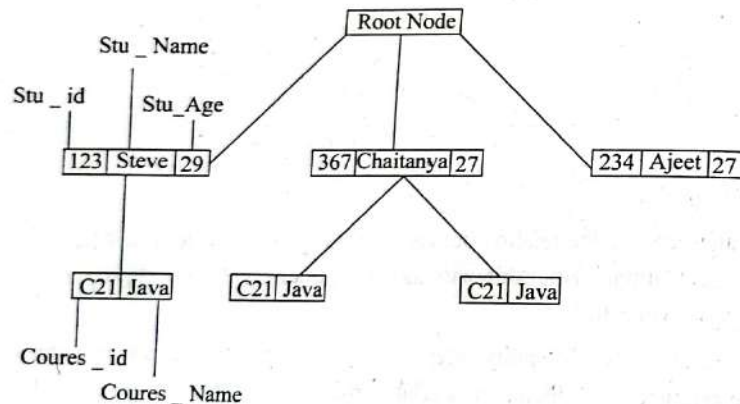 Root Node
Stu _ Name
Stu _ id
Stu_Age
123 Steve 29
367 Chaitanya 27
234 Ajeet 27
C21 Java
C21 Java
C21 Java
Coures _ id
Coures _ Name